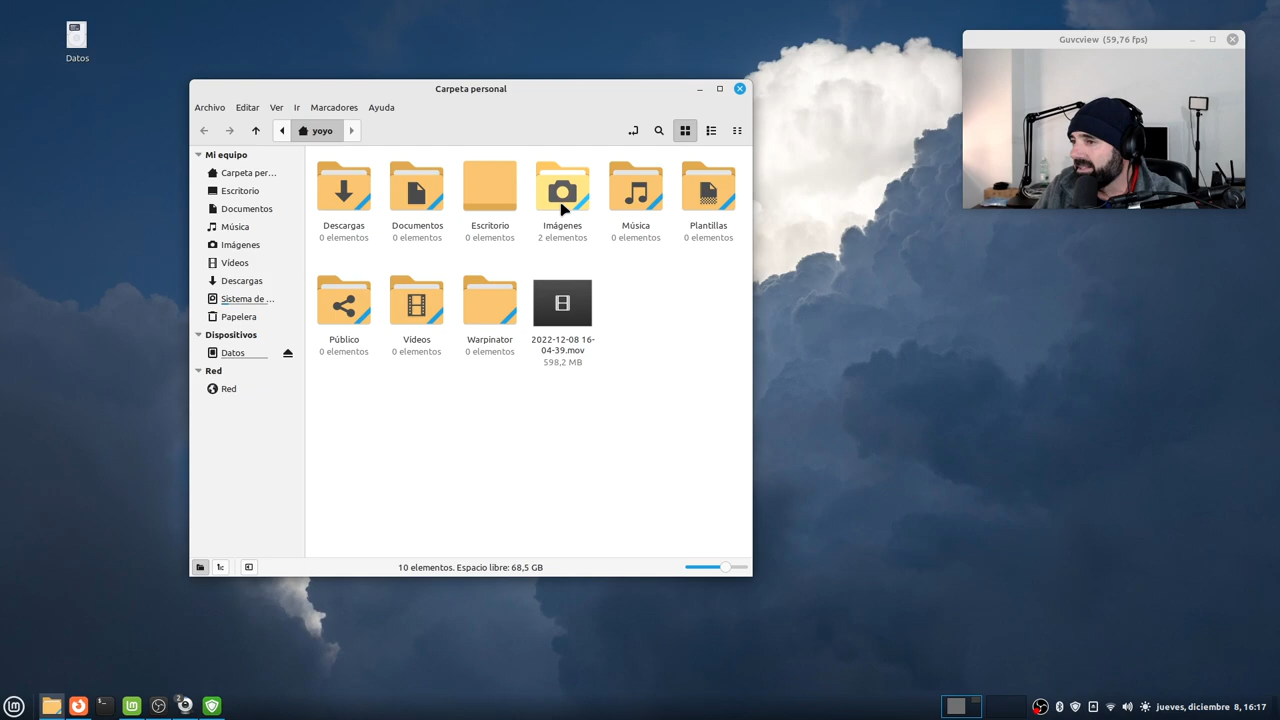 Datos
Guvcview (59,76 fps)
Carpeta personal
Archivo Editar Ver Ir Marcadores Ayuda
yoyo
Mi equipo
Carpeta per...
Escritorio
Documentos
Música
Imágenes
Vídeos
Descargas
Sistema de ...
Papelera
Dispositivos
Datos
Red
Red
Descargas Documentos Escritorio Imágenes Música Plantillas
0 elementos 0 elementos 0 elementos 2 elementos 0 elementos 0 elementos
Público Vídeos Warpinator 2022-12-08 16-
04-39.mov
0 elementos 0 elementos 0 elementos 598,2 MB
10 elementos. Espacio libre: 68,5 GB
jueves, diciembre 8, 16:17